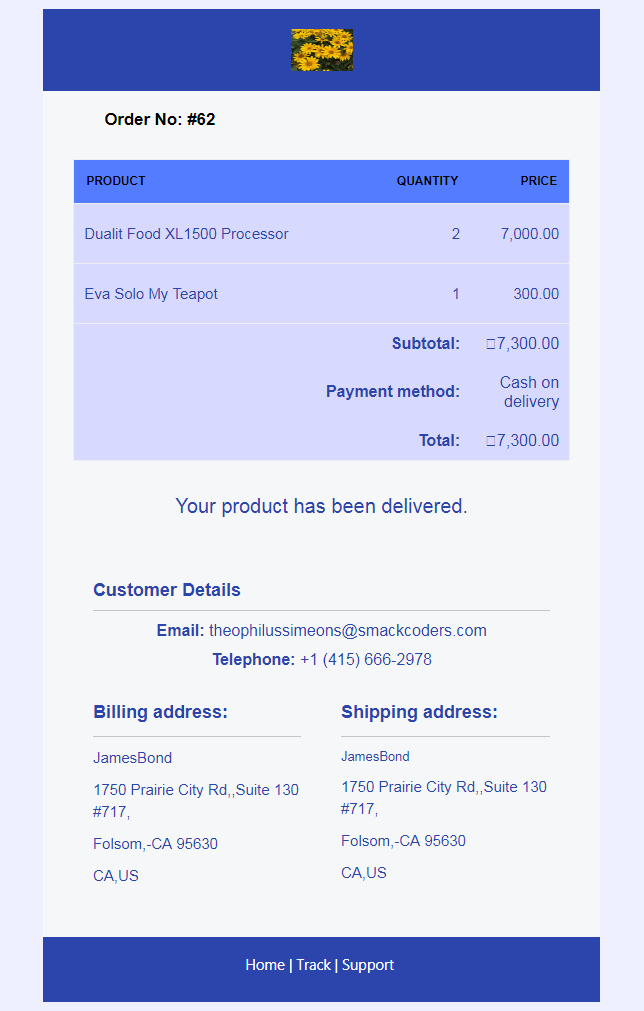 Order No: #62
PRODUCT QUANTITY PRICE
Dualit Food XL1500 Processor 2 7,000.00
Eva Solo My Teapot 1 300.00
Subtotal: □7,300.00
Payment method: Cash on
delivery
Total: □7,300.00
Your product has been delivered.
Customer Details
Email: theophilussimeons@smackcoders.com
Telephone: +1 (415) 666-2978
Billing address:
JamesBond
1750 Prairie City Rd,,Suite 130
#717,
Folsom,-CA 95630
CA,US
Shipping address:
JamesBond
1750 Prairie City Rd,,Suite 130
#717,
Folsom,-CA 95630
CA,US
Home | Track | Support